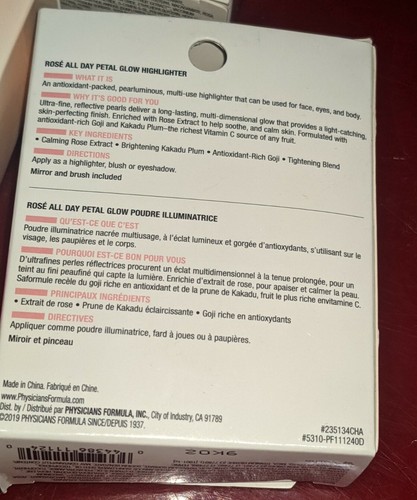 ROSÉ ALL DAY PETAL GLOW HIGHLIGHTER
WHAT IT IS
An antioxidant-packed, pearluminous, multi-use highlighter that can be used for face, eyes, and body.
WHY IT'S GOOD FOR YOU
Ultra-fine, reflective pearls deliver a long-lasting, multi-dimensional glow that provides a light-catching,
skin-perfecting finish. Enriched with Rose Extract to help soothe, and calm skin. Formulated with
antioxidant-rich Goji and Kakadu Plum–the richest Vitamin C source of any fruit.
KEY INGREDIENTS
• Calming Rose Extract • Brightening Kakadu Plum • Antioxidant-Rich Goji • Tightening Blend
DIRECTIONS
Apply as a highlighter, blush or eyeshadow.
Mirror and brush included
ROSÉ ALL DAY PETAL GLOW POUDRE ILLUMINATRICE
QU'EST-CE QUE C'EST
Poudre illuminatrice nacrée multiusage, à l'éclat lumineux et gorgée d'antioxydants, s'utilisant sur le
visage, les paupières et le corps.
POURQUOI EST-CE BON POUR VOUS
D'ultrafines perles réflectrices procurent un éclat multidimensionnel à la tenue prolongée, pour un
teint au fini peaufiné qui capte la lumière. Enrichie d'extrait de rose, pour apaiser et calmer la peau.
Saformule recèle du goji riche en antioxidant et de la prune de Kakadu, fruit le plus riche envitamine C.
PRINCIPAUX INGRÉDIENTS
• Extrait de rose • Prune de Kakadu éclaircissante • Goji riche en antioxydants
DIRECTIVES
Appliquer comme poudre illuminatrice, fard à joues ou à paupières.
Miroir et pinceau
Made in China. Fabriqué en Chine.
www.PhysiciansFormula.com
Dist. by / Distribué par PHYSICIANS FORMULA, INC., City of Industry, CA 91789
©2019 PHYSICIANS FORMULA SINCE/DEPUIS 1937.
#235134CHA
#5310-PF111240D
44386 11124
9K02